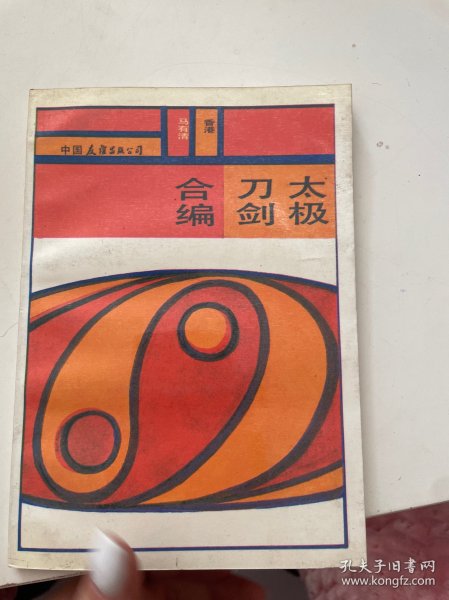 香港
马有清
中国友谊出版公司
太极
刀剑
合编
孔夫子旧书网
www.kongfz.com